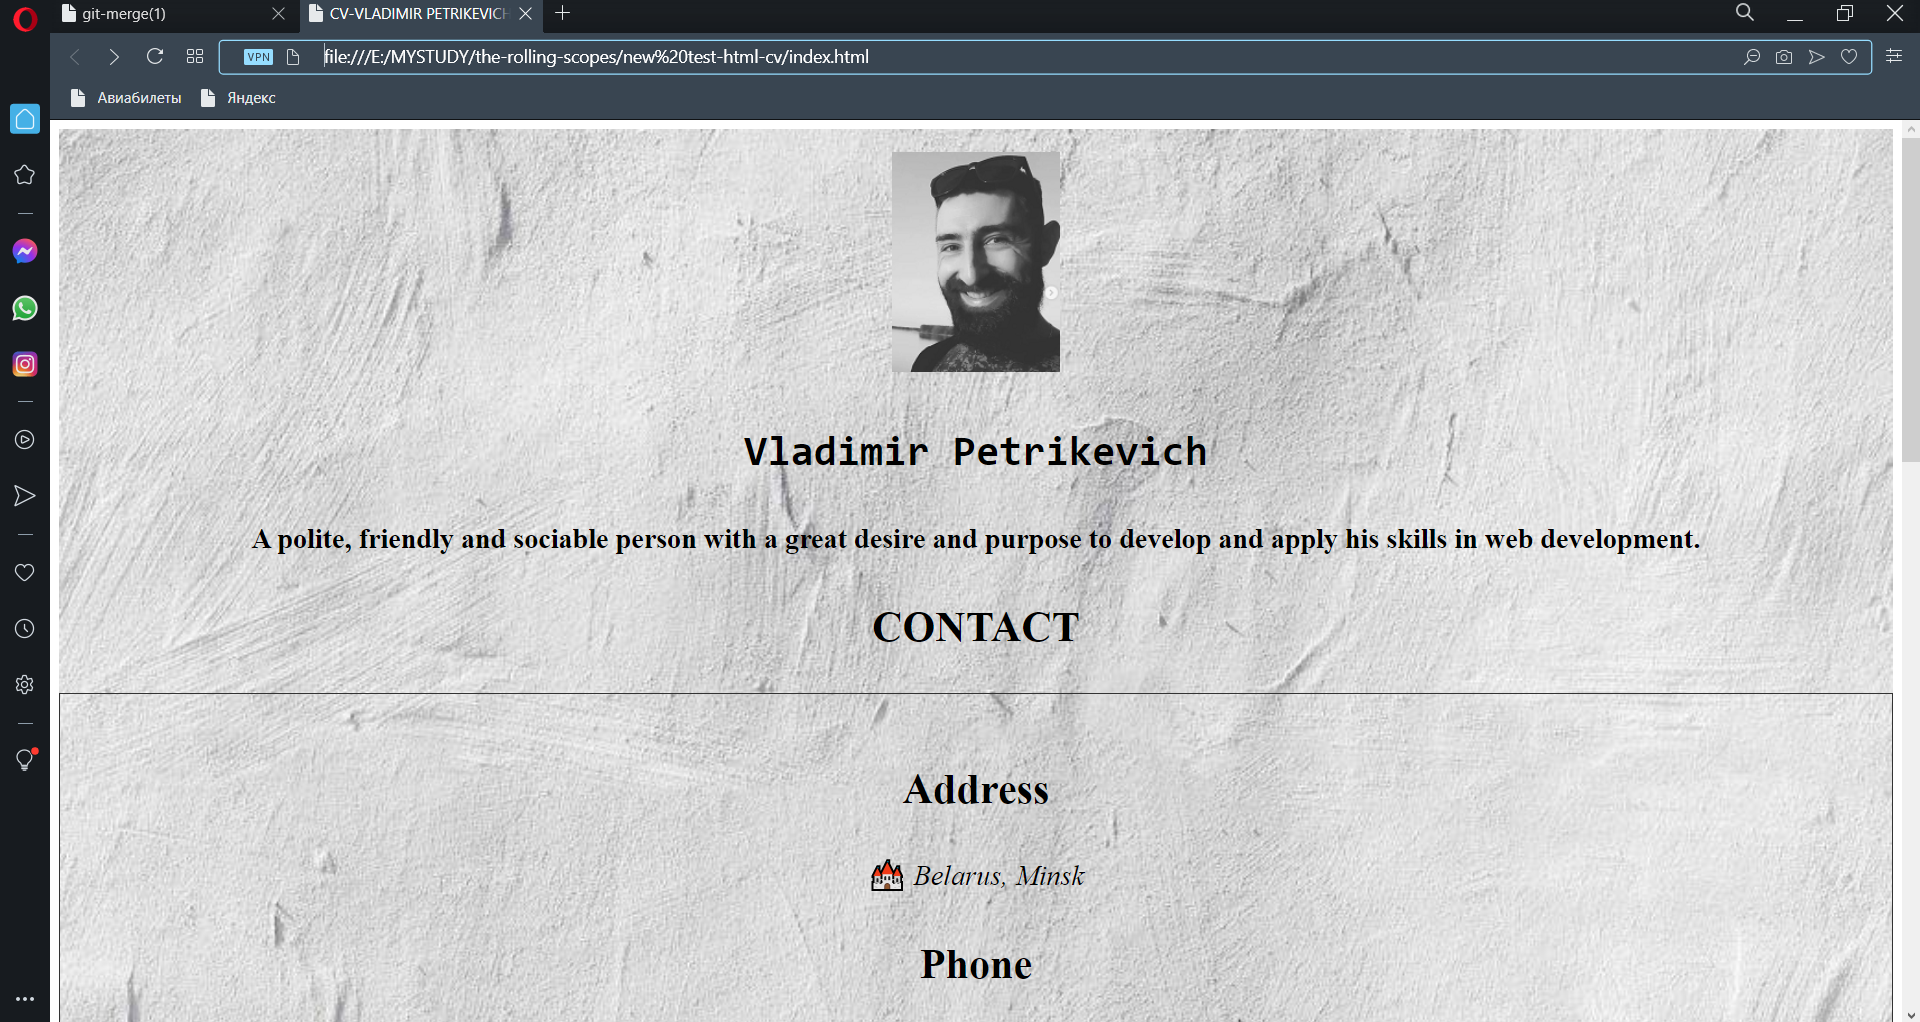 git-merge(1)
CV-VLADIMIR PETRIKEVICH
VPN
file:///E:/MYSTUDY/the-rolling-scopes/new%20test-html-cv/index.html
Авиабилеты
Яндекс
Vladimir Petrikevich
A polite, friendly and sociable person with a great desire and purpose to develop and apply his skills in web development.
CONTACT
Address
Belarus, Minsk
Phone